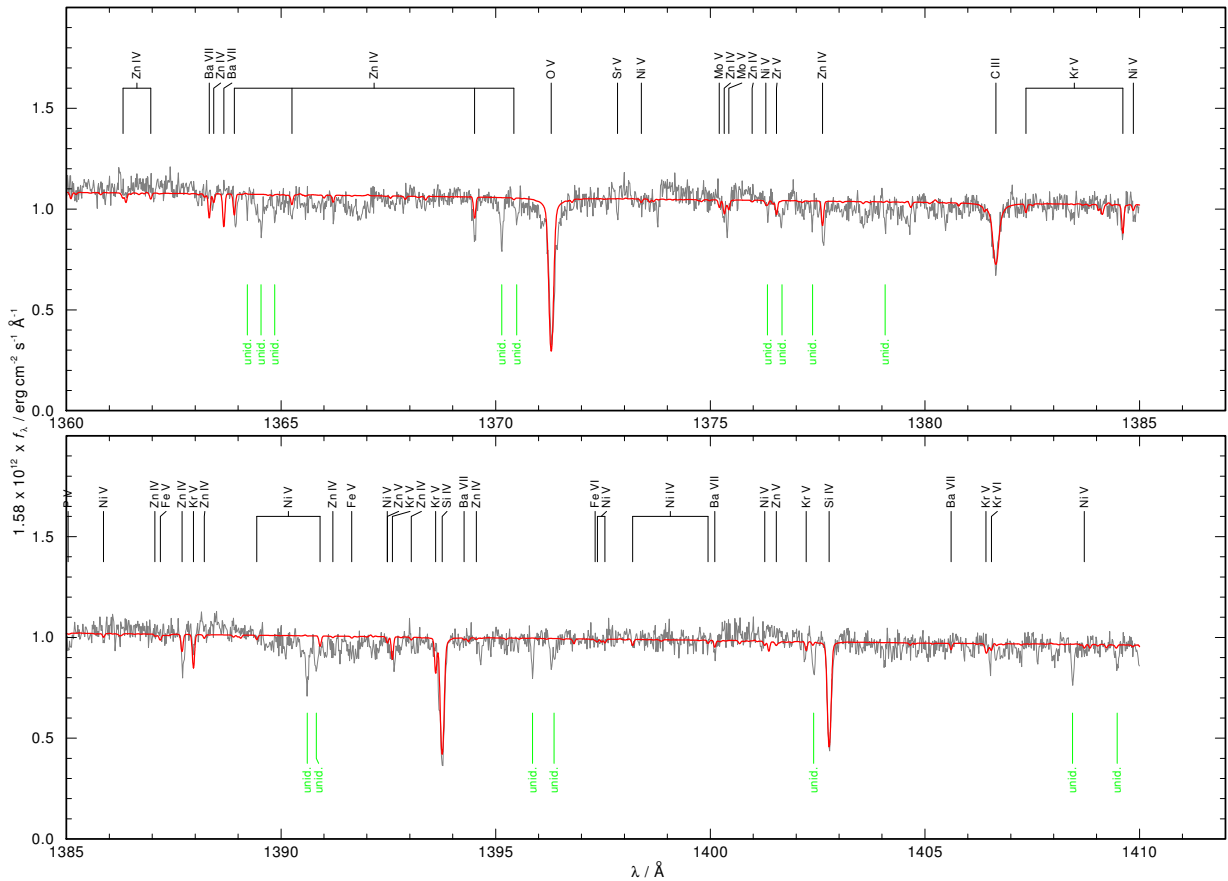 1.58 x 10¹² x f_λ / erg cm⁻² s⁻¹ Å⁻¹
Zn IV
Ba VII
Zn IV
Ba VII
Zn IV
O V
Sr V
Ni V
Mo V
Zn IV
Mo V
Zn IV
Ni V
Zr V
Zn IV
C III
Kr V
Ni V
1.5
1.0
0.5
0.0
unid.
unid.
unid.
unid.
unid.
unid.
unid.
unid.
unid.
1360
1365
1370
1375
1380
1385
P IV
Ni V
Zn IV
Fe V
Zn IV
Kr V
Zn IV
Ni V
Zn IV
Fe V
Ni V
Zn V
Kr V
Zn IV
Kr V
Si IV
Ba VII
Zn IV
Fe VI
Ni V
Ni IV
Ba VII
Ni V
Zn V
Kr V
Si IV
Ba VII
Kr V
Kr VI
Ni V
1.5
1.0
0.5
0.0
unid.
unid.
unid.
unid.
unid.
unid.
unid.
1385
1390
1395
1400
1405
1410
λ / Å